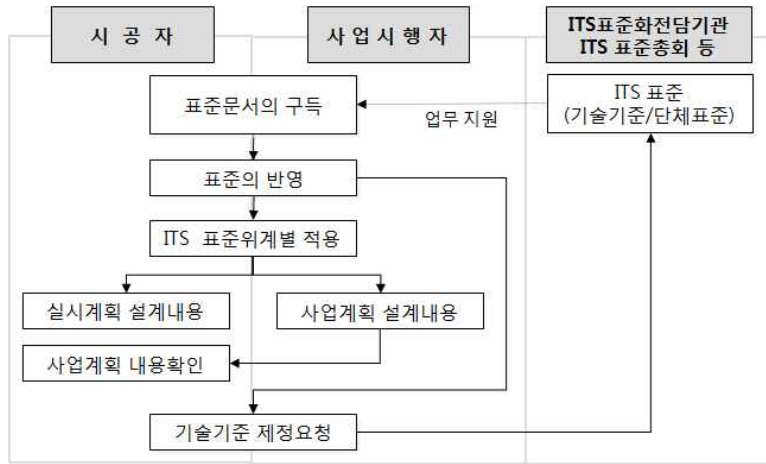 시 공 자
사 업 시 행 자
ITS표준화전담기관
ITS 표준총회 등
표준문서의 구득
업무 지원
ITS 표준
(기술기준/단체표준)
표준의 반영
ITS 표준위계별 적용
실시계획 설계내용
사업계획 설계내용
사업계획 내용확인
기술기준 제정요청